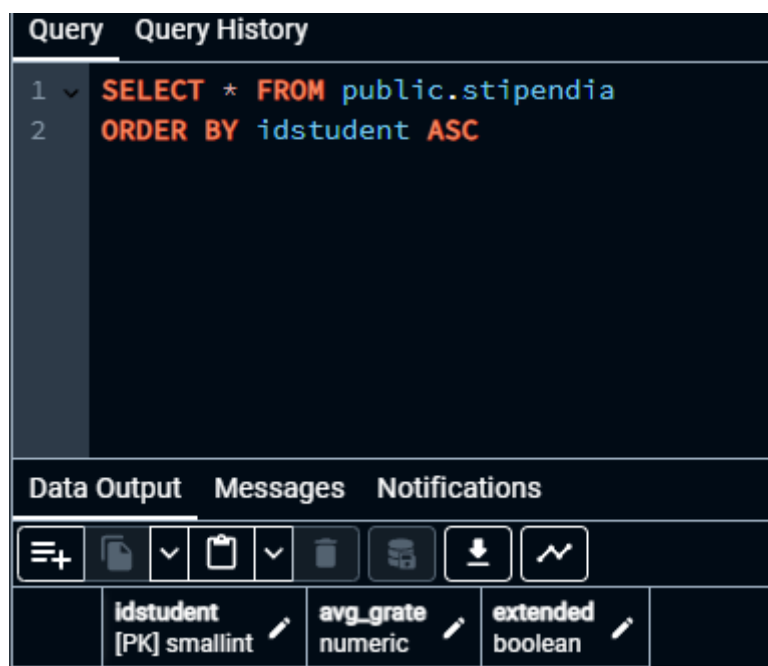 Query Query History
1 SELECT * FROM public.stipendia
2 ORDER BY idstudent ASC
Data Output Messages Notifications
idstudent avg_grate extended
[PK] smallint numeric boolean